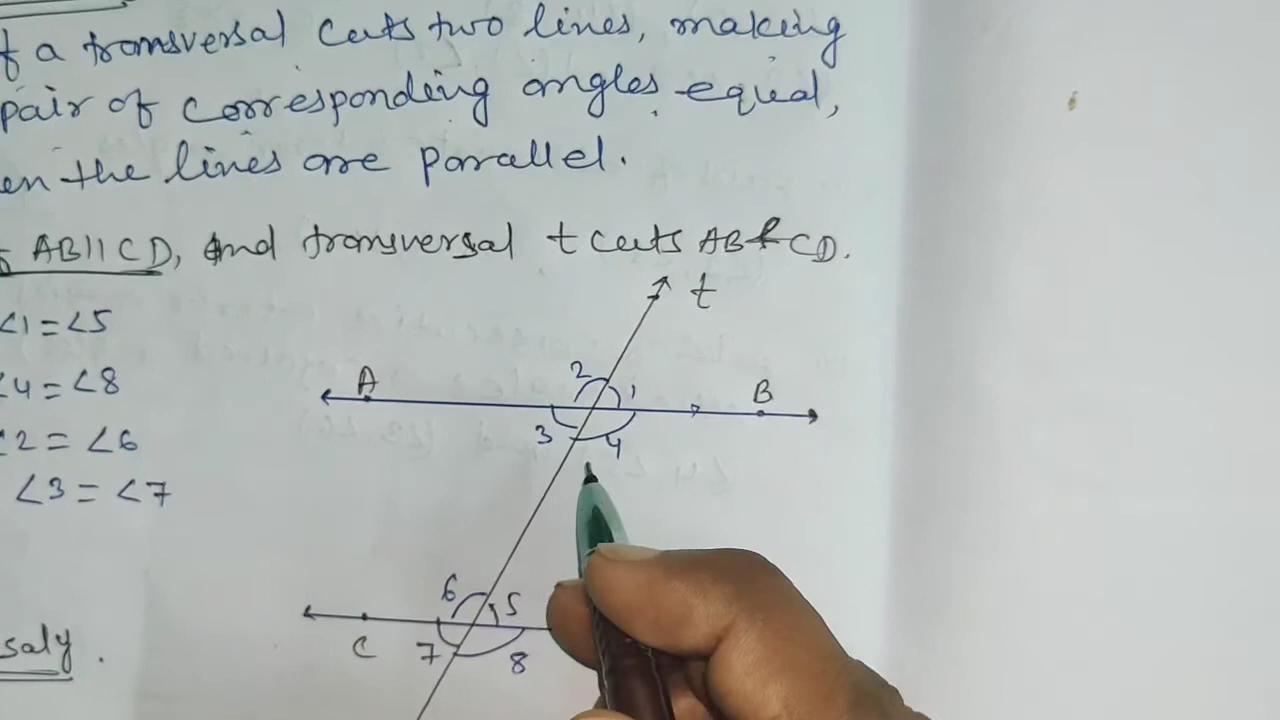 f a transversal cuts two lines, making
pair of corresponding angles equal,
en the lines are parallel.
AB||CD, And transversal t cuts AB & CD.
t
∠1=∠5
∠4=∠8
∠2=∠6
∠3=∠7
A
2
1
B
3
4
6
5
C
7
8
saly.